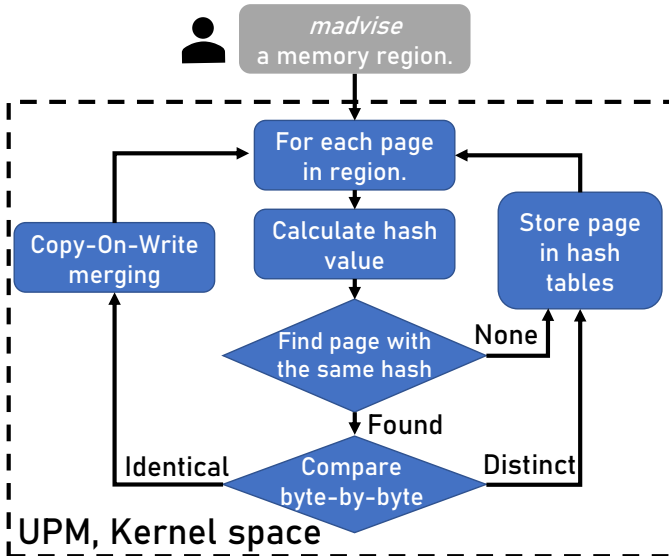 madvise
a memory region.
For each page
in region.
Calculate hash
value
Copy-On-Write
merging
Store page
in hash
tables
Find page with
the same hash
None
Found
Identical
Compare
byte-by-byte
Distinct
UPM, Kernel space